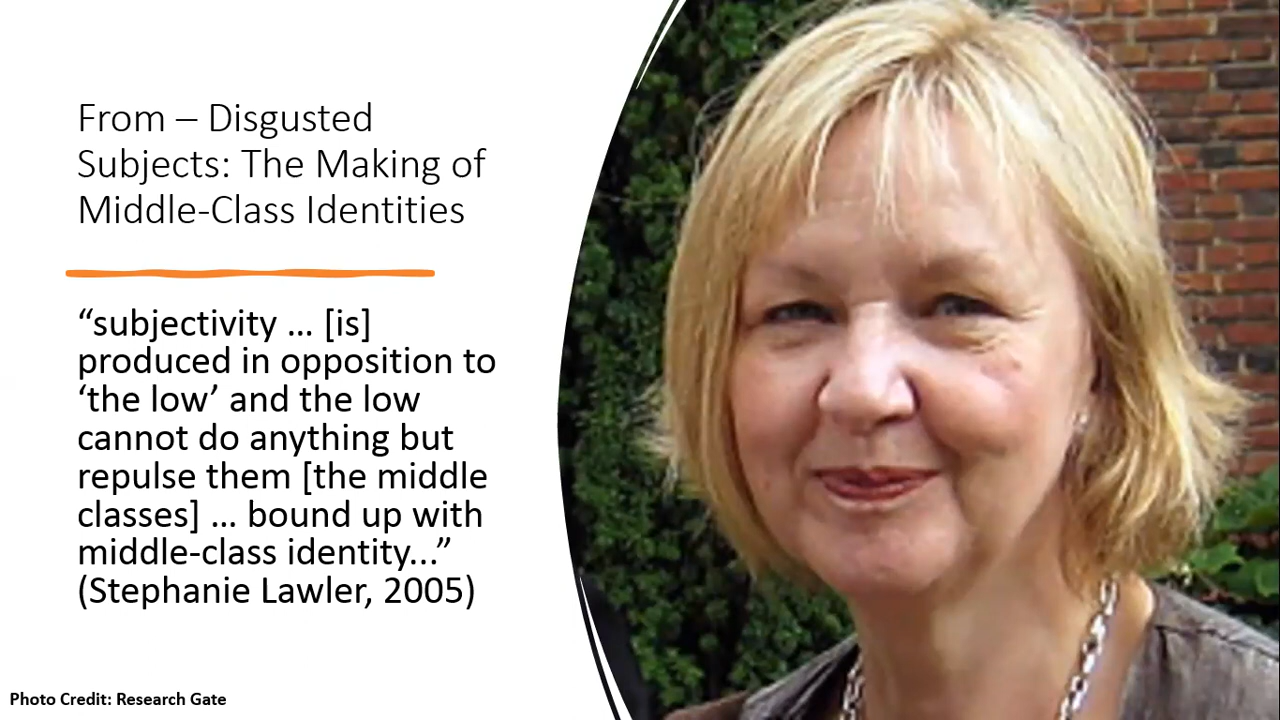 From – Disgusted
Subjects: The Making of
Middle-Class Identities
“subjectivity ... [is]
produced in opposition to
‘the low’ and the low
cannot do anything but
repulse them [the middle
classes] ... bound up with
middle-class identity...”
(Stephanie Lawler, 2005)
Photo Credit: Research Gate